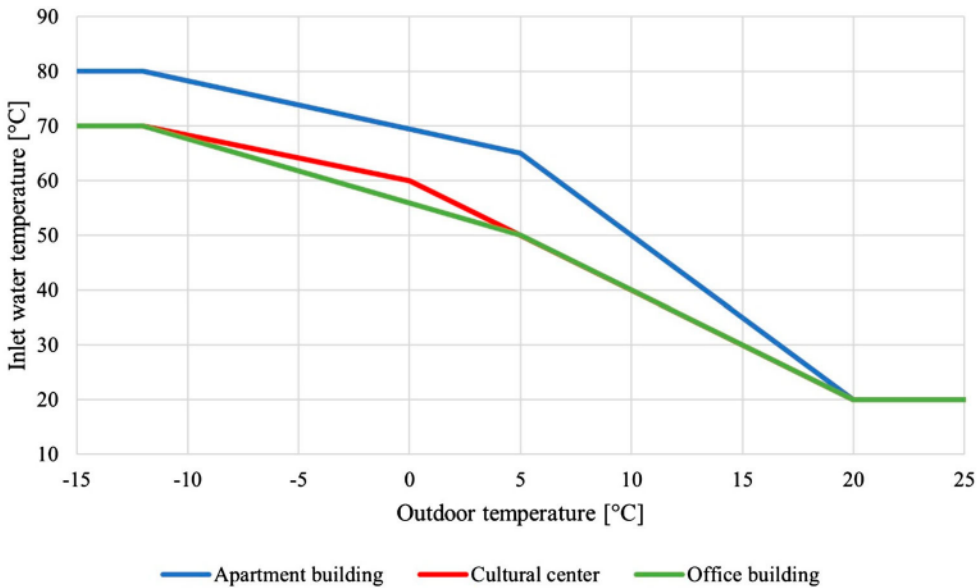 Inlet water temperature [°C]
90
80
70
60
50
40
30
20
10
-15 -10 -5 0 5 10 15 20 25
Outdoor temperature [°C]
Apartment building Cultural center Office building